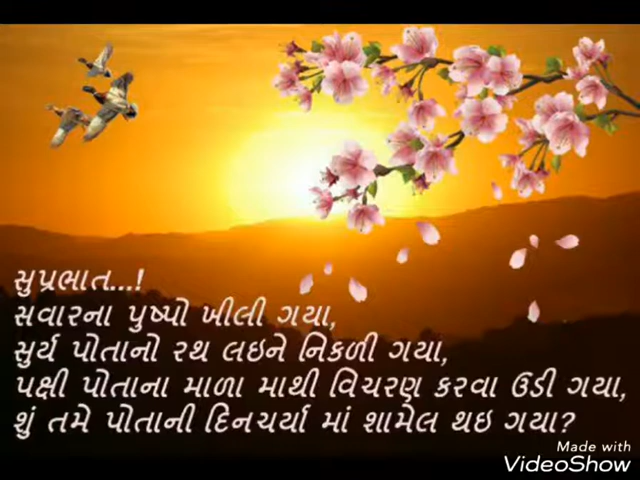 સુપ્રભાત...!
સવારના પુષ્પો ખીલી ગયા,
સુર્ય પોતાનો રથ લઇને નિકળી ગયા,
પક્ષી પોતાના માળા માથી વિચરણ કરવા ઉડી ગયા,
શું તમે પોતાની દિનચર્યા માં શામેલ થઇ ગયા?
Made with
VideoShow